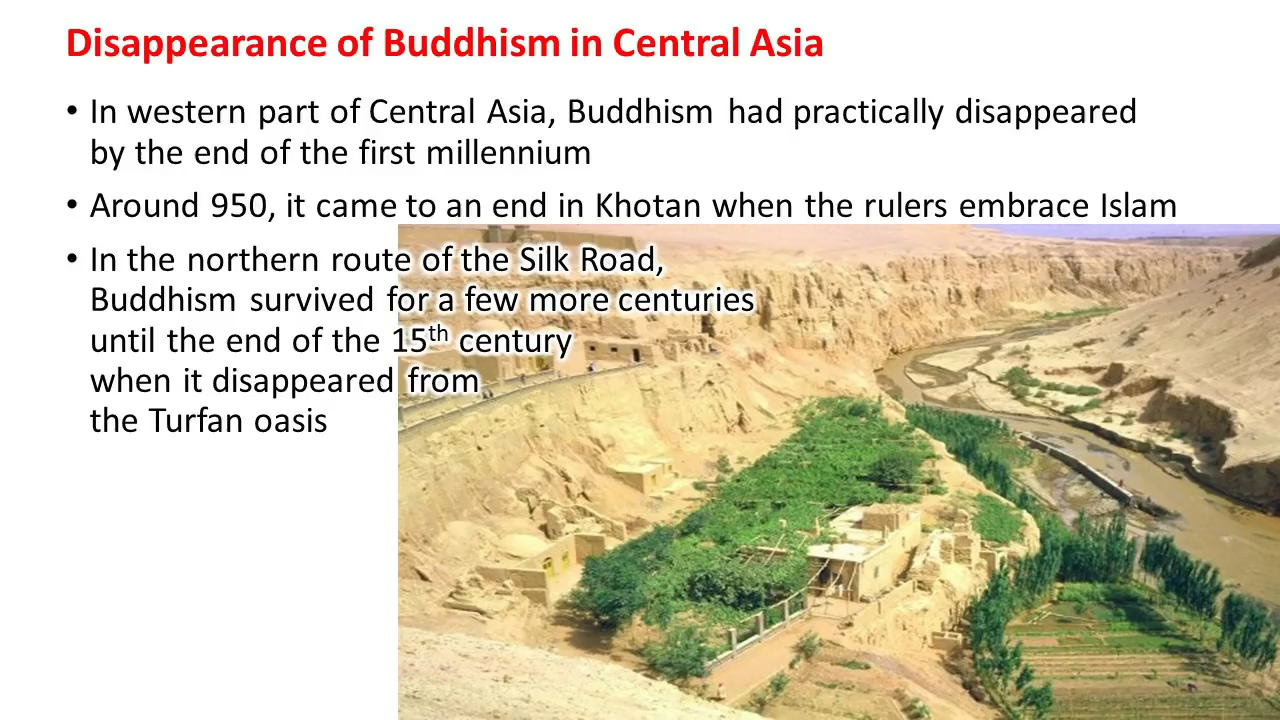 Disappearance of Buddhism in Central Asia
• In western part of Central Asia, Buddhism had practically disappeared
by the end of the first millennium
• Around 950, it came to an end in Khotan when the rulers embrace Islam
• In the northern route of the Silk Road,
Buddhism survived for a few more centuries
until the end of the 15th century
when it disappeared from
the Turfan oasis